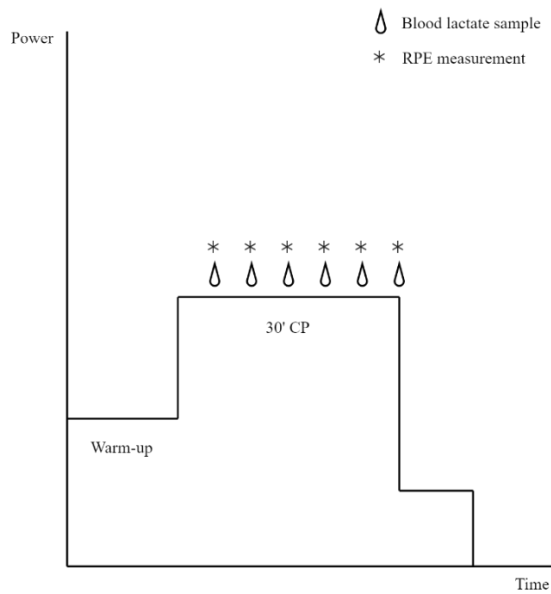 Blood lactate sample
Power
RPE measurement
30' CP
Warm-up
Time